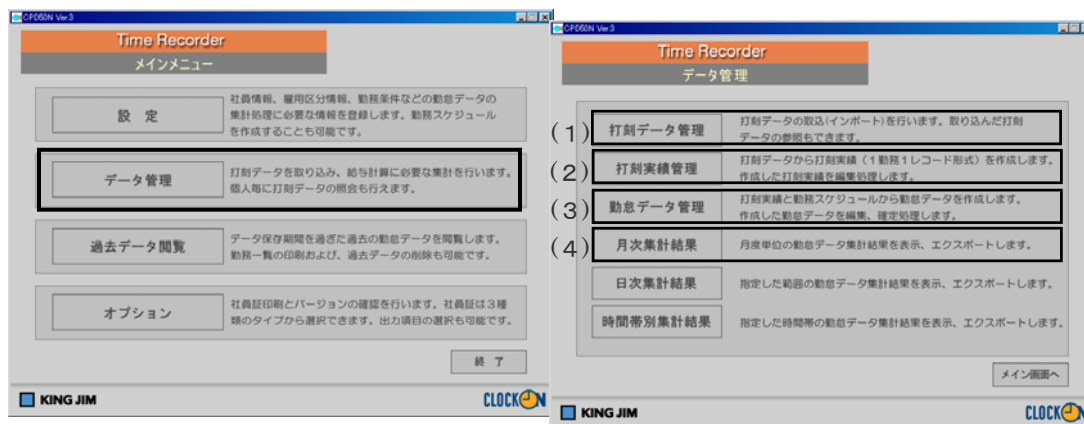 CPD60N Ver.3
Time Recorder
メインメニュー
設 定
社員情報、雇用区分情報、勤務条件などの勤怠データの
集計処理に必要な情報を登録します。勤務スケジュール
を作成することも可能です。
データ管理
打刻データを取り込み、給与計算に必要な集計を行います。
個人毎に打刻データの照会も行えます。
過去データ閲覧
データ保存期間を過ぎた過去の勤怠データを閲覧します。
勤務一覧の印刷および、過去データの削除も可能です。
オプション
社員証印刷とバージョンの確認を行います。社員証は3種
類のタイプから選択できます。出力項目の選択も可能です。
終 了
KING JIM
CLOCKON
CPD60N Ver.3
Time Recorder
データ管理
(1)
打刻データ管理
打刻データの取込(インポート)を行います。取り込んだ打刻
データの参照もできます。
(2)
打刻実績管理
打刻データから打刻実績(1勤務1レコード形式)を作成します。
作成した打刻実績を編集処理します。
(3)
勤怠データ管理
打刻実績と勤務スケジュールから勤怠データを作成します。
作成した勤怠データを編集、確定処理します。
(4)
月次集計結果
月度単位の勤怠データ集計結果を表示、エクスポートします。
日次集計結果
指定した範囲の勤怠データ集計結果を表示、エクスポートします。
時間帯別集計結果
指定した時間帯の勤怠データ集計結果を表示、エクスポートします。
メイン画面へ
KING JIM
CLOCKON